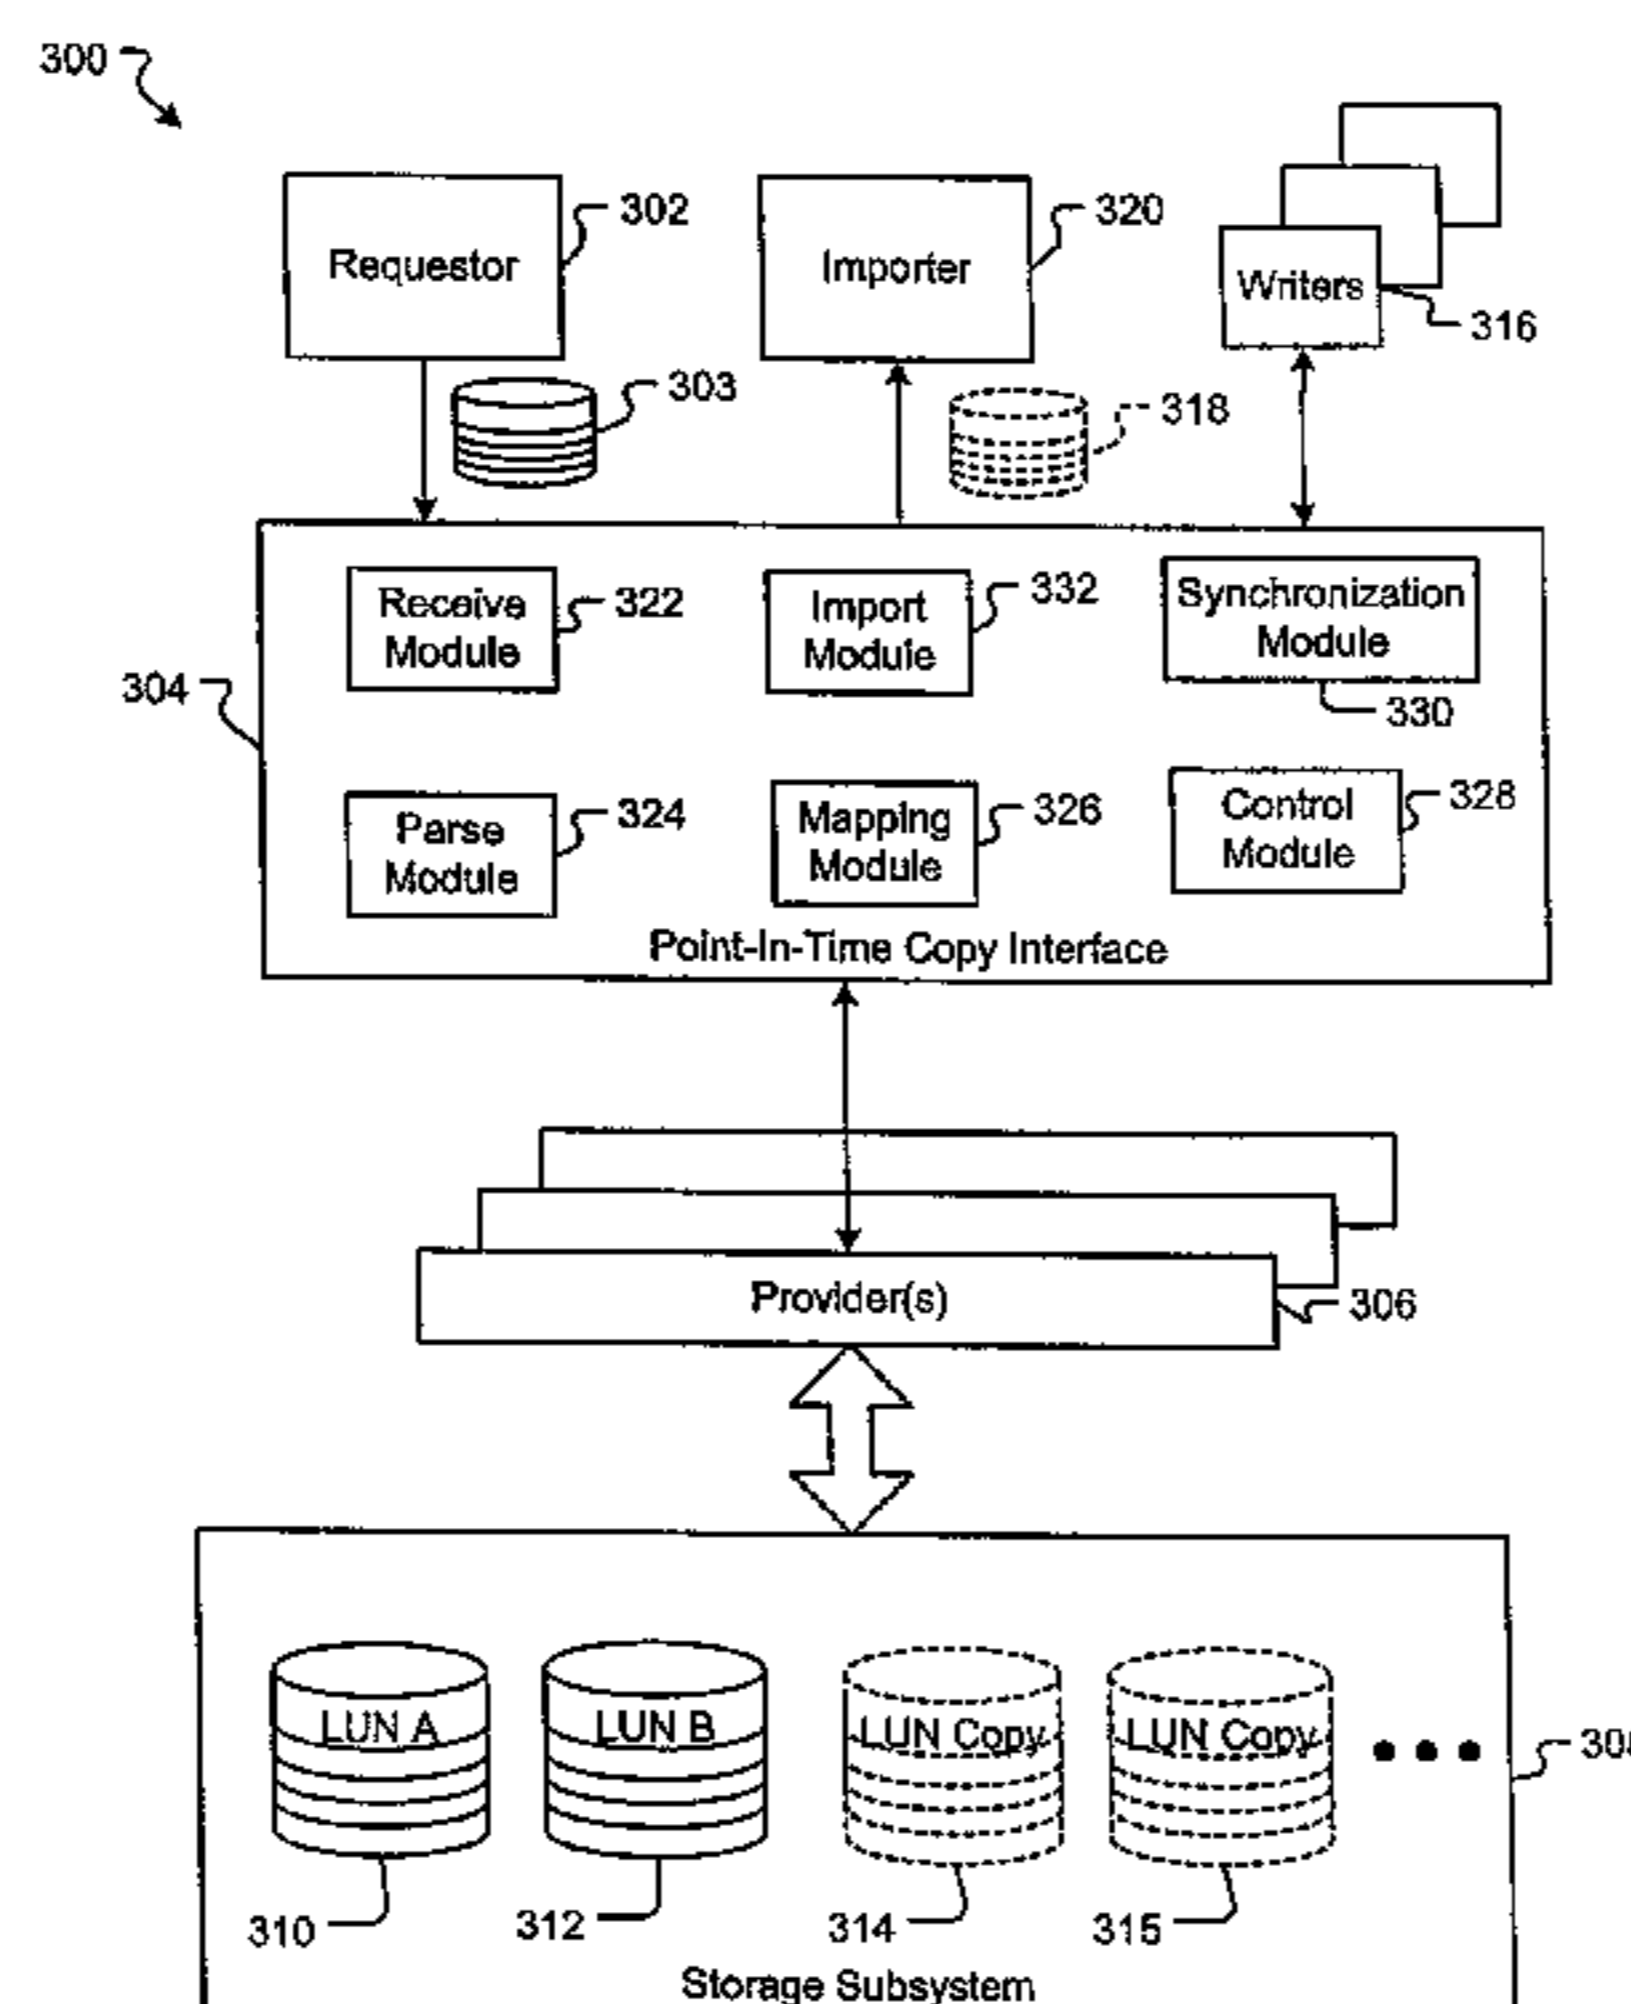 300
302
Requestor
320
Importer
Writers
316
303
318
Receive
Module
322
Import
Module
332
Synchronization
Module
330
304
Parse
Module
324
Mapping
Module
326
Control
Module
328
Point-In-Time Copy Interface
Provider(s)
306
LUN A
LUN B
LUN Copy
LUN Copy
310
312
314
315
Storage Subsystem